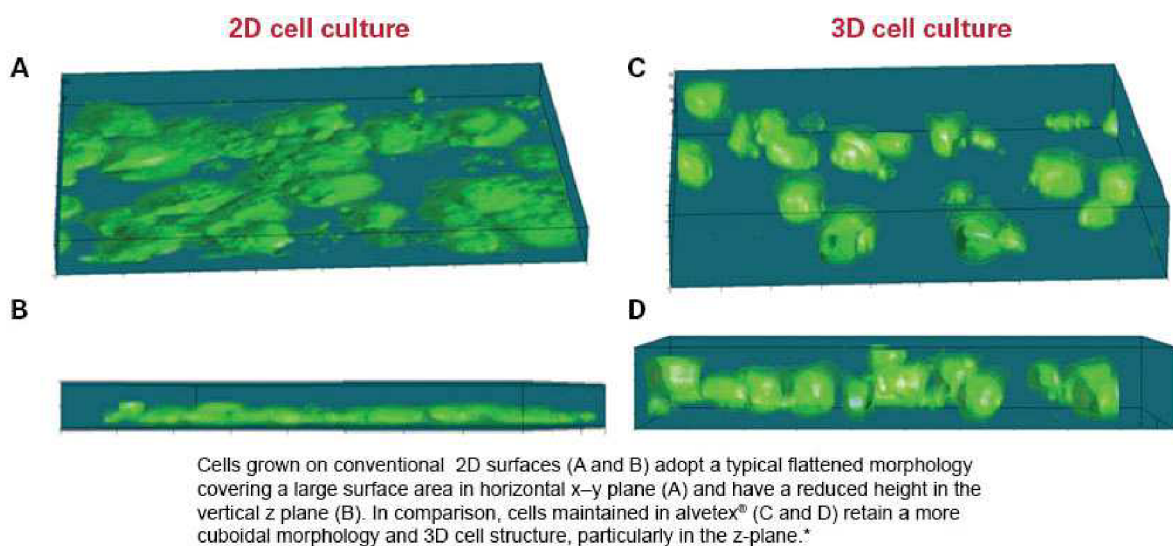 2D cell culture
3D cell culture
A
C
B
D
Cells grown on conventional 2D surfaces (A and B) adopt a typical flattened morphology
covering a large surface area in horizontal x–y plane (A) and have a reduced height in the
vertical z plane (B). In comparison, cells maintained in alvetex® (C and D) retain a more
cuboidal morphology and 3D cell structure, particularly in the z-plane.*